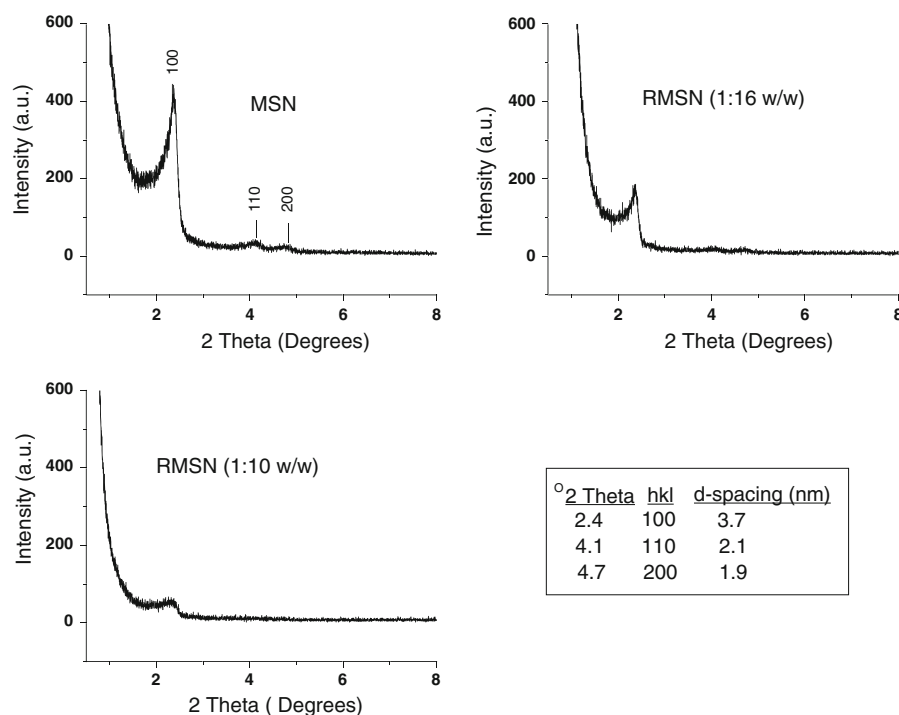 600
400
200
0
Intensity (a.u.)
100
MSN
110
200
2 4 6 8
2 Theta (Degrees)
600
400
200
0
Intensity (a.u.)
RMSN (1:16 w/w)
2 4 6 8
2 Theta (Degrees)
600
400
200
0
Intensity (a.u.)
RMSN (1:10 w/w)
2 4 6 8
2 Theta ( Degrees)
O2 Theta hkl d-spacing (nm)
2.4 100 3.7
4.1 110 2.1
4.7 200 1.9